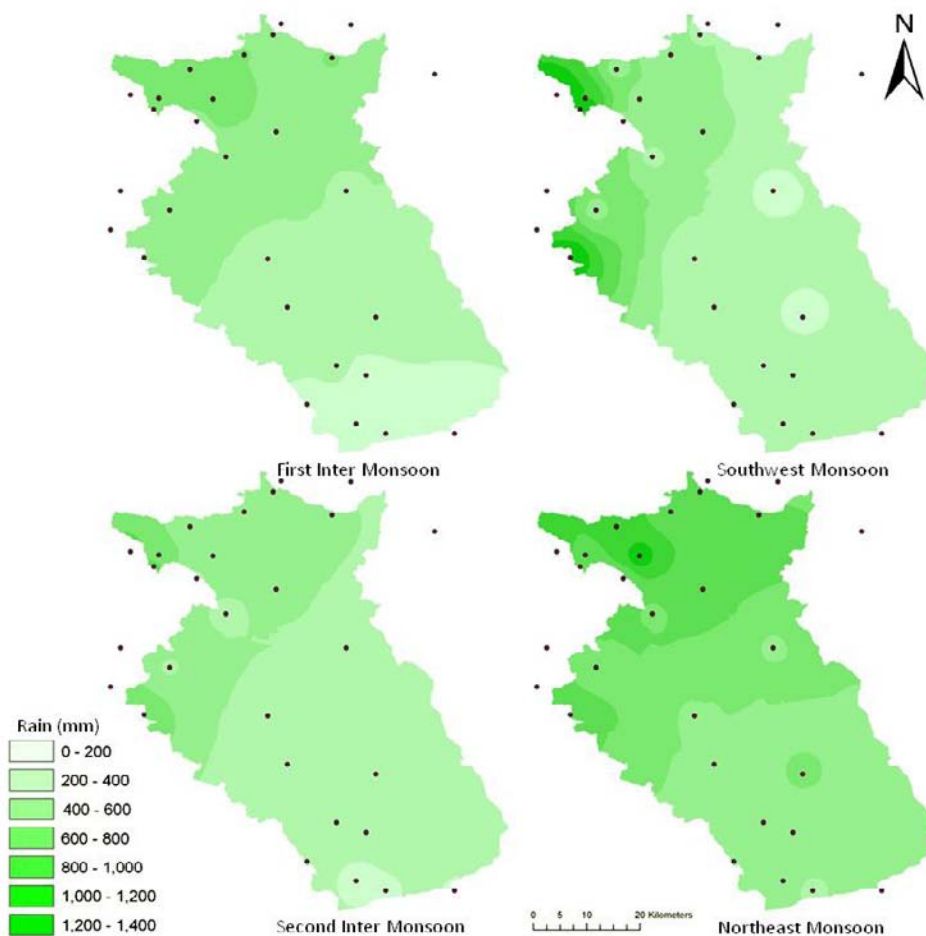 N
First Inter Monsoon
Southwest Monsoon
Rain (mm)
0 - 200
200 - 400
400 - 600
600 - 800
800 - 1,000
1,000 - 1,200
1,200 - 1,400
Second Inter Monsoon
0 5 10 20 Kilometers
Northeast Monsoon